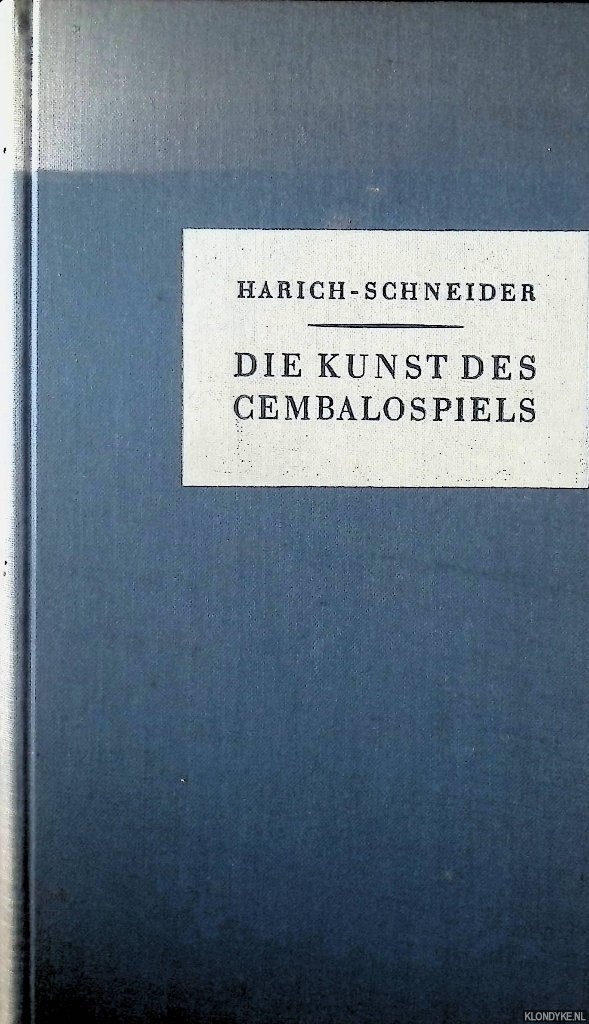 HARICH-SCHNEIDER
DIE KUNST DES
CEMBALOSPIELS
KLONDYKE.NL